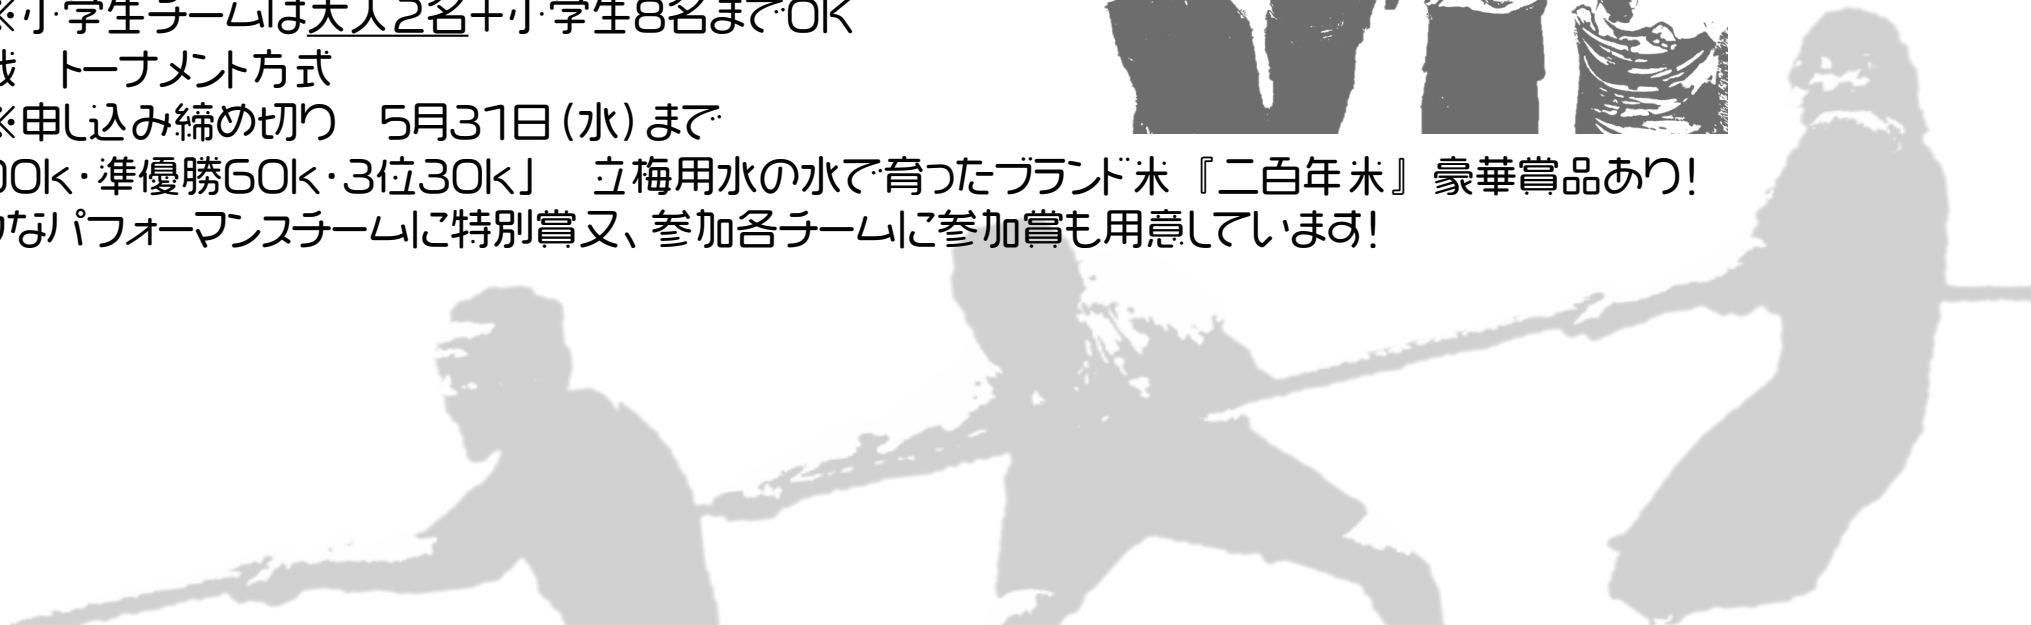 ※小学生チームは大人2名+小学生8名までOK
戦　トーナメント方式
※申し込み締め切り　5月31日(水)まで
00k・準優勝60k・3位30k」　立梅用水の水で育ったブランド米『二百年米』豪華賞品あり!
なパフォーマンスチームに特別賞又、参加各チームに参加賞も用意しています!